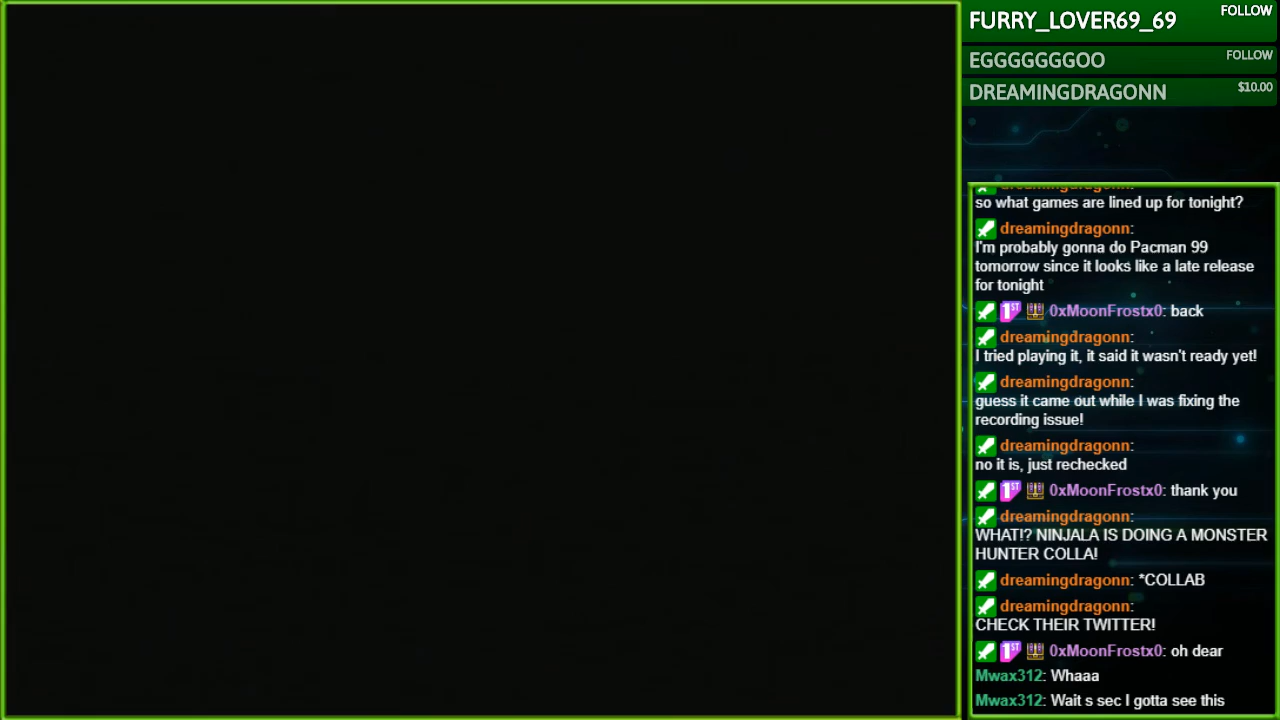 FURRY_LOVER69_69 FOLLOW
EGGGGGGGOO FOLLOW
DREAMINGDRAGONN $10.00
dreamingdragonn:
so what games are lined up for tonight?
dreamingdragonn:
I'm probably gonna do Pacman 99
tomorrow since it looks like a late release
for tonight
1ST 0xMoonFrostx0: back
dreamingdragonn:
I tried playing it, it said it wasn't ready yet!
dreamingdragonn:
guess it came out while I was fixing the
recording issue!
dreamingdragonn:
no it is, just rechecked
1ST 0xMoonFrostx0: thank you
dreamingdragonn:
WHAT!? NINJALA IS DOING A MONSTER
HUNTER COLLA!
dreamingdragonn: *COLLAB
dreamingdragonn:
CHECK THEIR TWITTER!
1ST 0xMoonFrostx0: oh dear
Mwax312: Whaaa
Mwax312: Wait s sec I gotta see this